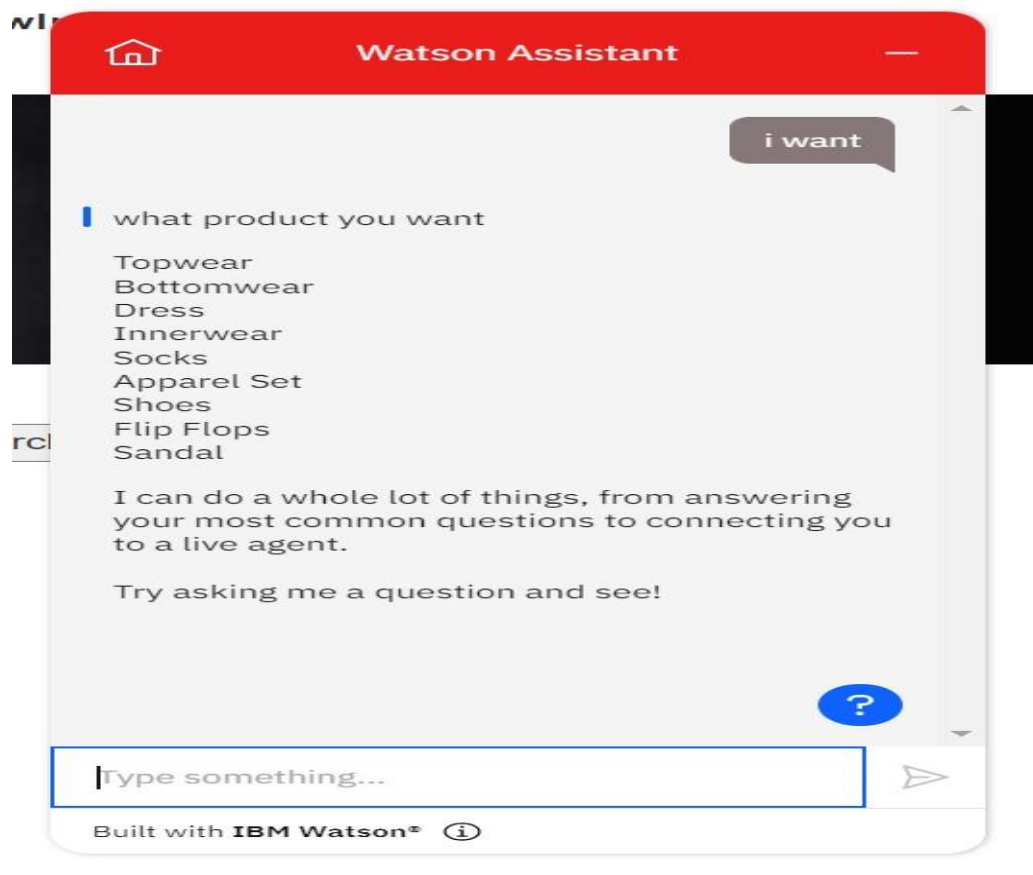 Watson Assistant
i want
what product you want
Topwear
Bottomwear
Dress
Innerwear
Socks
Apparel Set
Shoes
Flip Flops
Sandal
I can do a whole lot of things, from answering
your most common questions to connecting you
to a live agent.
Try asking me a question and see!
?
Type something...
Built with IBM Watson®